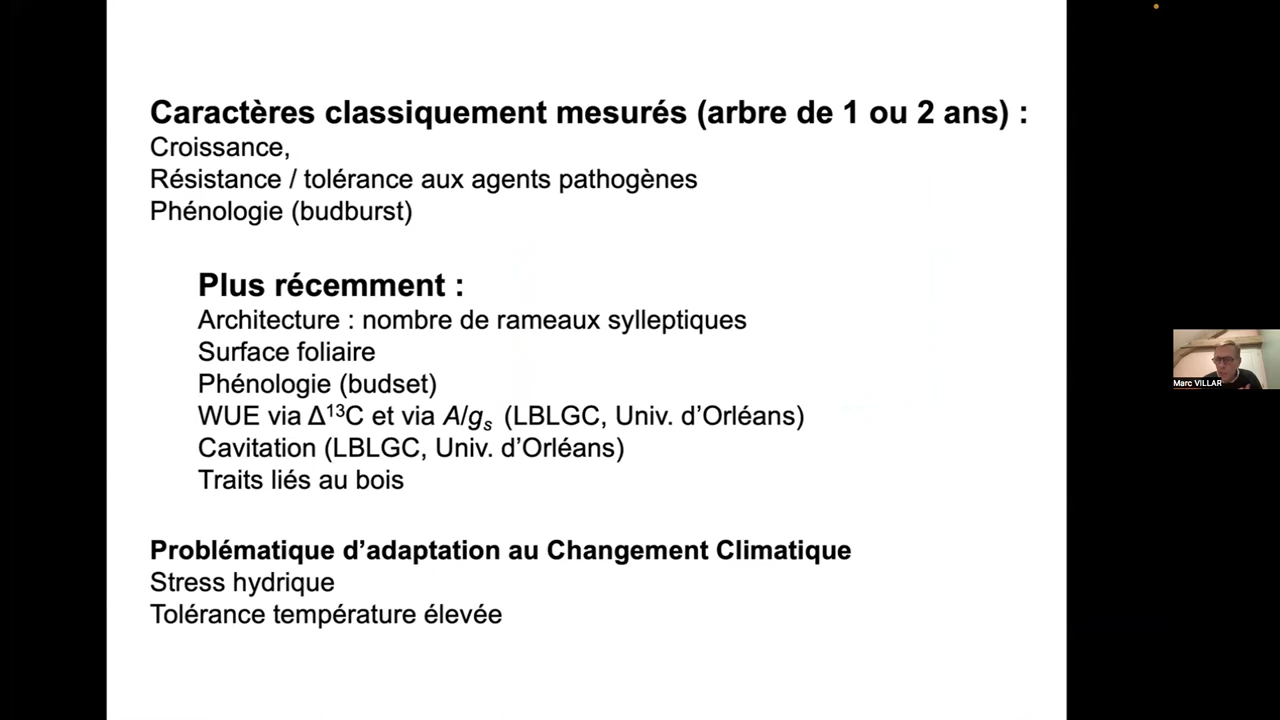 Caractères classiquement mesurés (arbre de 1 ou 2 ans) :
Croissance,
Résistance / tolérance aux agents pathogènes
Phénologie (budburst)
Plus récemment :
Architecture : nombre de rameaux sylleptiques
Surface foliaire
Phénologie (budset)
WUE via Δ¹³C et via A/gₛ (LBLGC, Univ. d’Orléans)
Cavitation (LBLGC, Univ. d’Orléans)
Traits liés au bois
Problématique d’adaptation au Changement Climatique
Stress hydrique
Tolérance température élevée
Marc VILLAR